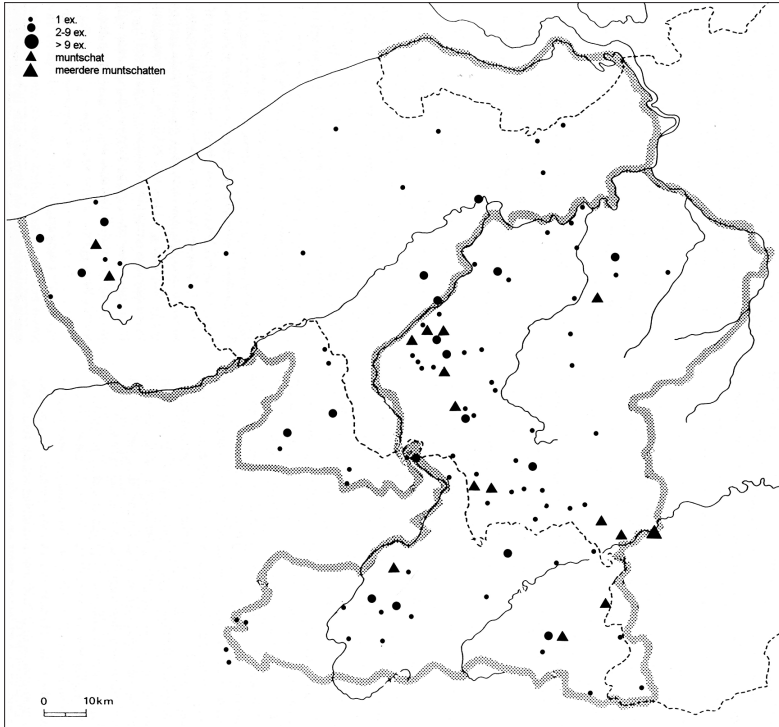 1 ex.
2-9 ex.
> 9 ex.
muntschat
meerdere muntschatten
0 10km